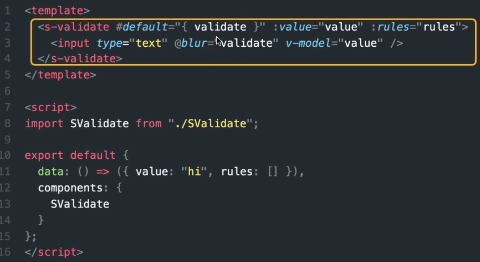 1 <template>
2 <s-validate #default="{ validate }" :value="value" :rules="rules">
3 <input type="text" @blur="validate" v-model="value" />
4 </s-validate>
5 </template>
6
7 <script>
8 import SValidate from "./SValidate";
9
10 export default {
11 data: () => ({ value: "hi", rules: [] }),
12 components: {
13 SValidate
14 }
15 };
16 </script>